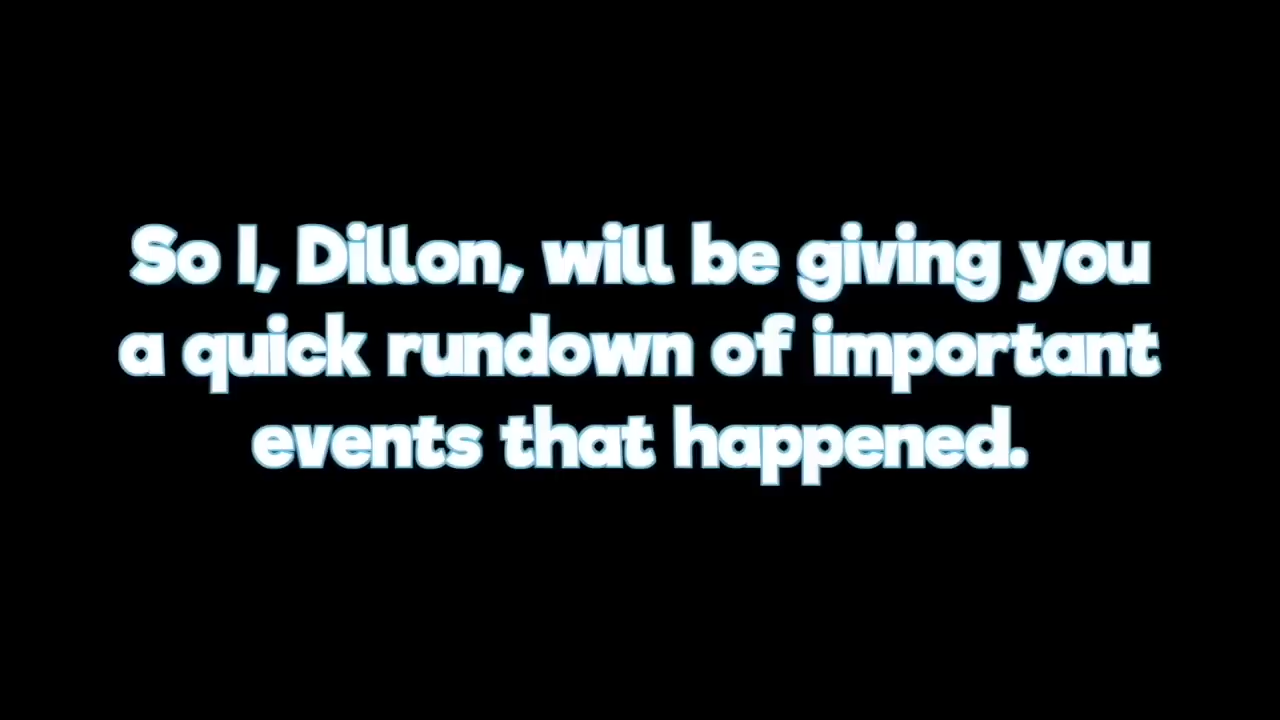 So I, Dillon, will be giving you
a quick rundown of important
events that happened.